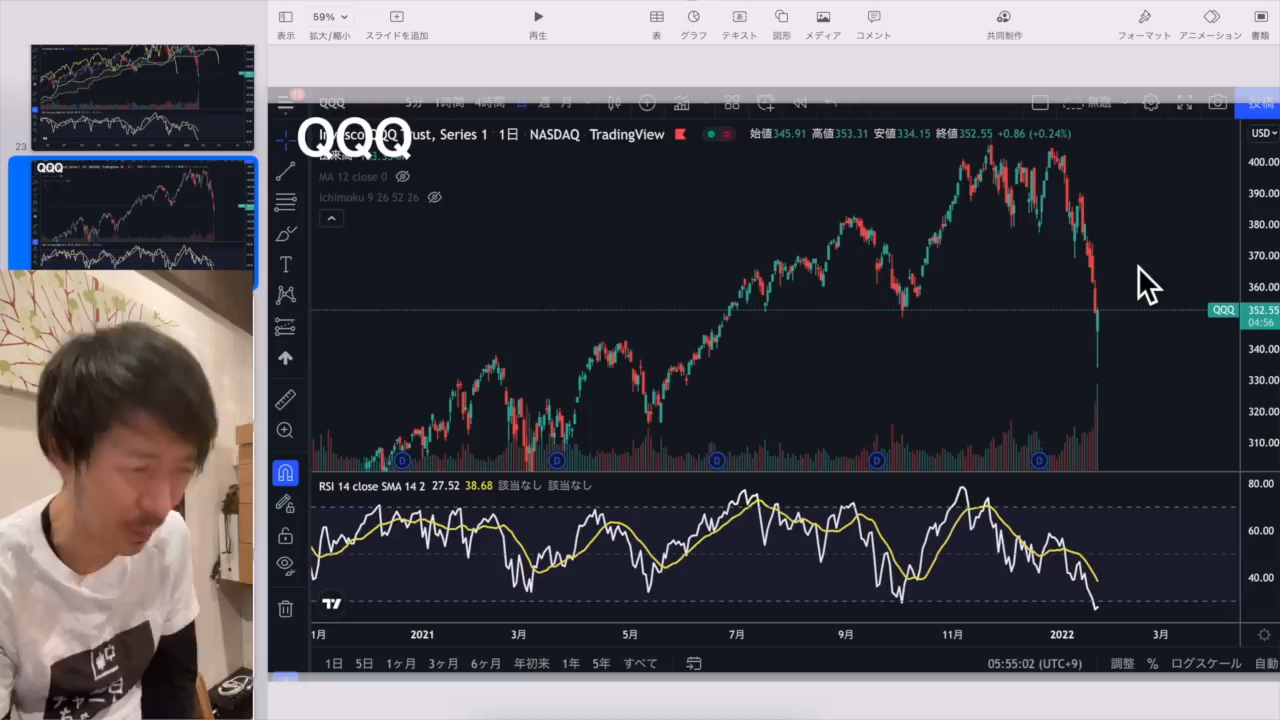 59%
表示
拡大/縮小
スライドを追加
再生
表
グラフ
テキスト
図形
メディア
コメント
共同制作
フォーマット
アニメーション
書類
23
QQQ
QQQ 5分 1時間 4時間 日 週 月
無題
投稿
QQQ Trust, Series 1 · 1日 · NASDAQ TradingView
始値345.91 高値353.31 安値334.15 終値352.55 +0.86 (+0.24%)
USD
MA 12 close 0
Ichimoku 9 26 52 26
400.00
390.00
380.00
370.00
360.00
QQQ 352.55
04:56
340.00
330.00
320.00
310.00
D D D D D
RSI 14 close SMA 14 2 27.52 38.68 該当なし 該当なし
80.00
60.00
40.00
1月 2021 3月 5月 7月 9月 11月 2022 3月
1日 5日 1ヶ月 3ヶ月 6ヶ月 年初来 1年 5年 すべて
05:55:02 (UTC+9)
調整 % ログスケール 自動
チャート